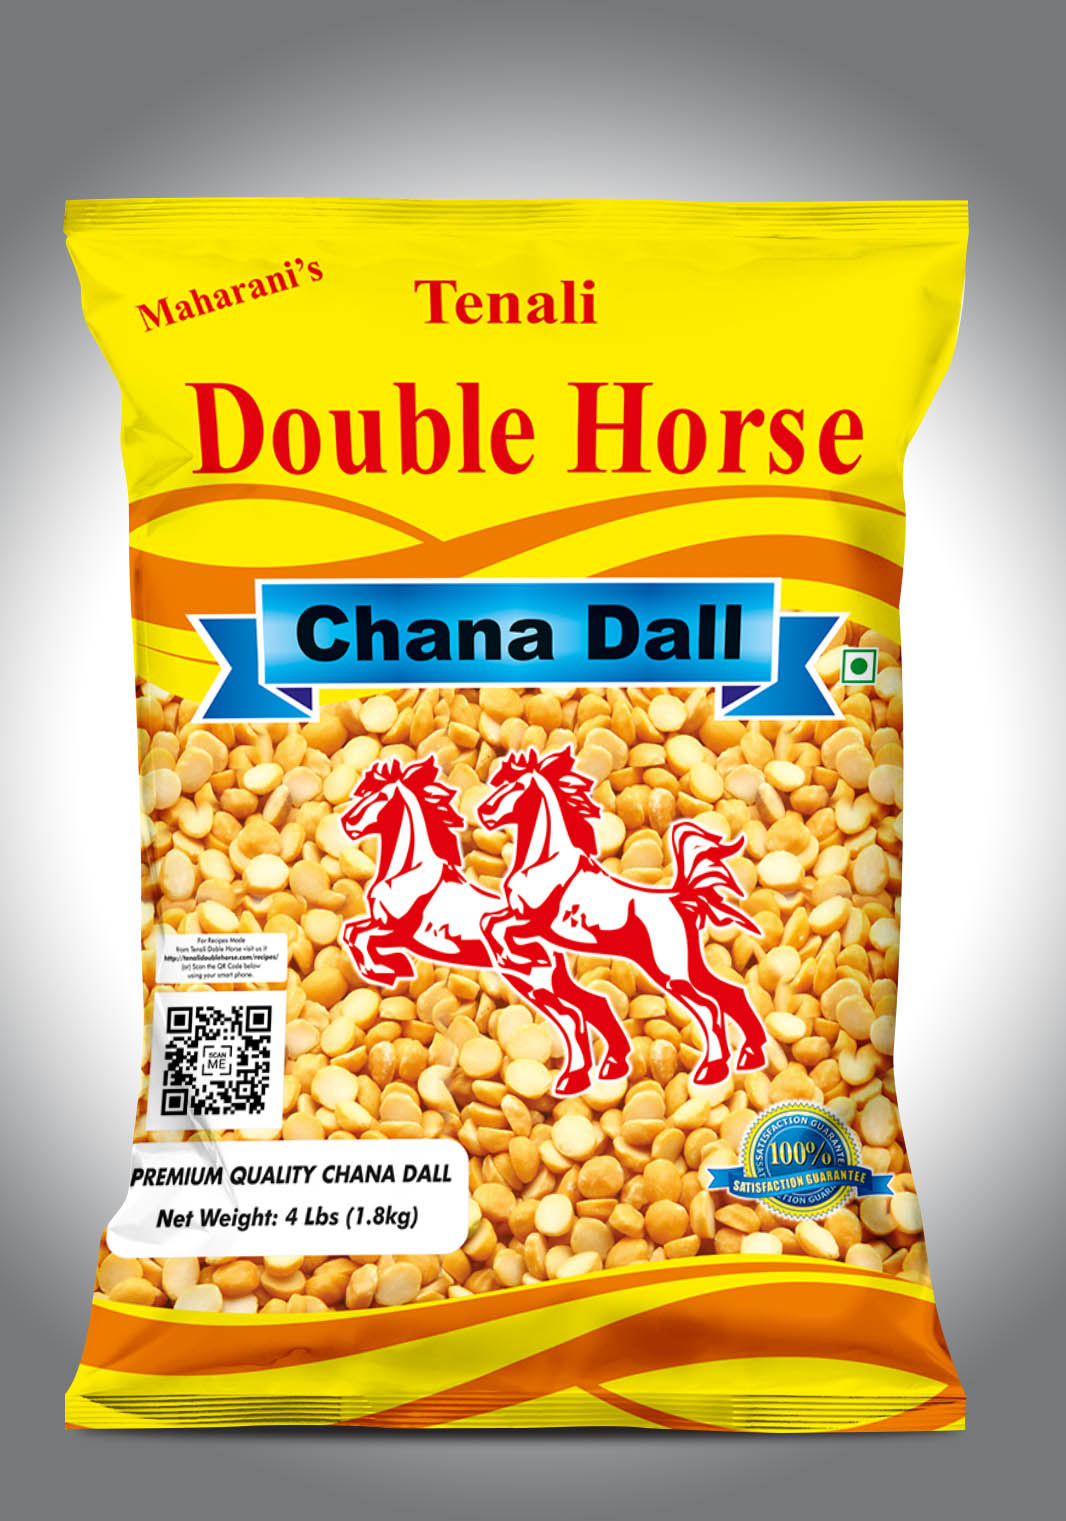 Maharani's
Tenali
Double Horse
Chana Dall
For Recipes Made
from Tenali Doble Horse visit us it
http://tenalidoublehorse.com/recipes/
(or) Scan the QR Code below
using your smart phone.
SCAN
ME
PREMIUM QUALITY CHANA DALL
Net Weight: 4 Lbs (1.8kg)
SATISFACTION GUARANTE
100%
SATISFACTION GUARANTEE